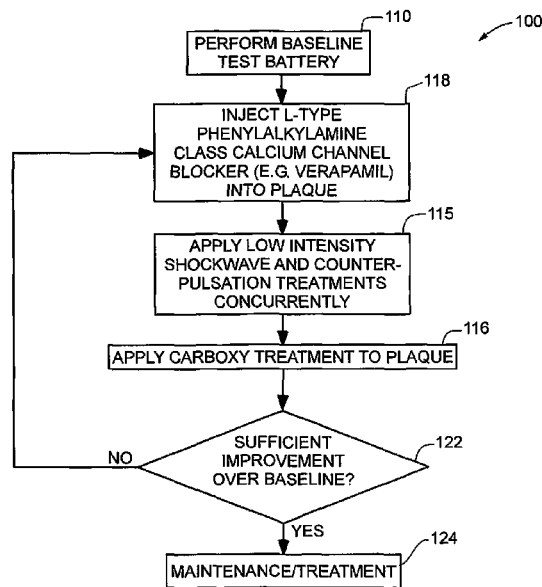 110
100
PERFORM BASELINE
TEST BATTERY
118
INJECT L-TYPE
PHENYLALKYLAMINE
CLASS CALCIUM CHANNEL
BLOCKER (E.G. VERAPAMIL)
INTO PLAQUE
115
APPLY LOW INTENSITY
SHOCKWAVE AND COUNTER-
PULSATION TREATMENTS
CONCURRENTLY
116
APPLY CARBOXY TREATMENT TO PLAQUE
122
SUFFICIENT
IMPROVEMENT
OVER BASELINE?
NO
YES
124
MAINTENANCE/TREATMENT